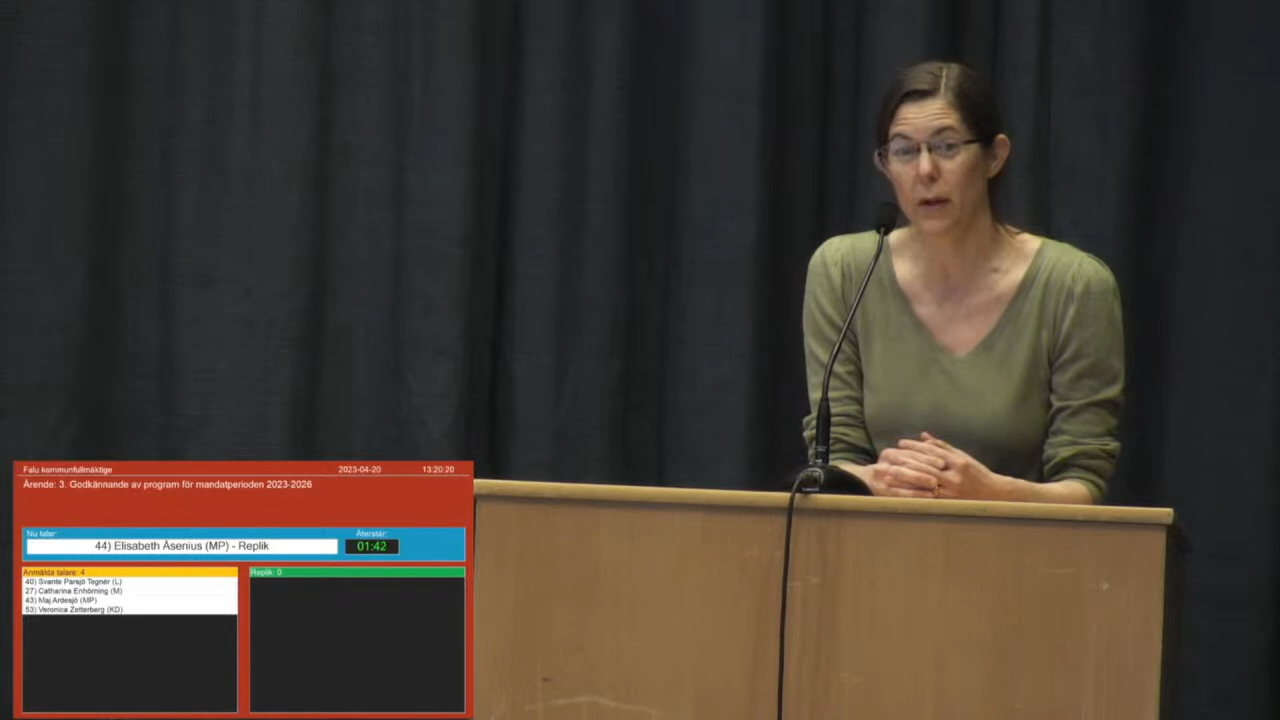 Falu kommunfullmäktige 2023-04-20 13:20:20
Ärende: 3. Godkännande av program för mandatperioden 2023-2026
Nu talar: Återstår:
44) Elisabeth Åsenius (MP) - Replik 01:42
Anmälda talare: 4 Replik: 0
40) Svante Parsjö Tegnér (L)
27) Catharina Enhörning (M)
43) Maj Ardesjö (MP)
53) Veronica Zetterberg (KD)